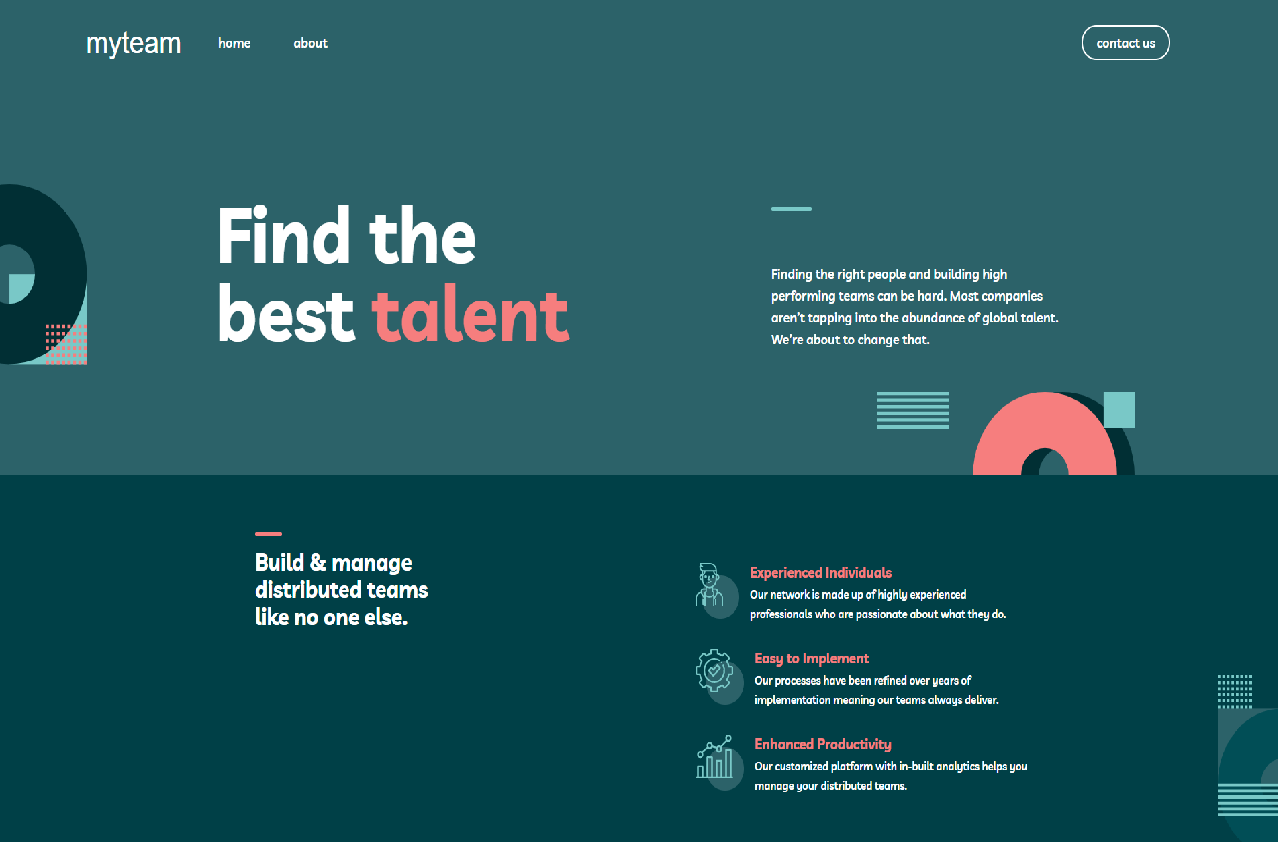 myteam
home
about
contact us
Find the
best talent
Finding the right people and building high
performing teams can be hard. Most companies
aren't tapping into the abundance of global talent.
We're about to change that.
Build & manage
distributed teams
like no one else.
Experienced Individuals
Our network is made up of highly experienced
professionals who are passionate about what they do.
Easy to Implement
Our processes have been refined over years of
implementation meaning our teams always deliver.
Enhanced Productivity
Our customized platform with in-built analytics helps you
manage your distributed teams.